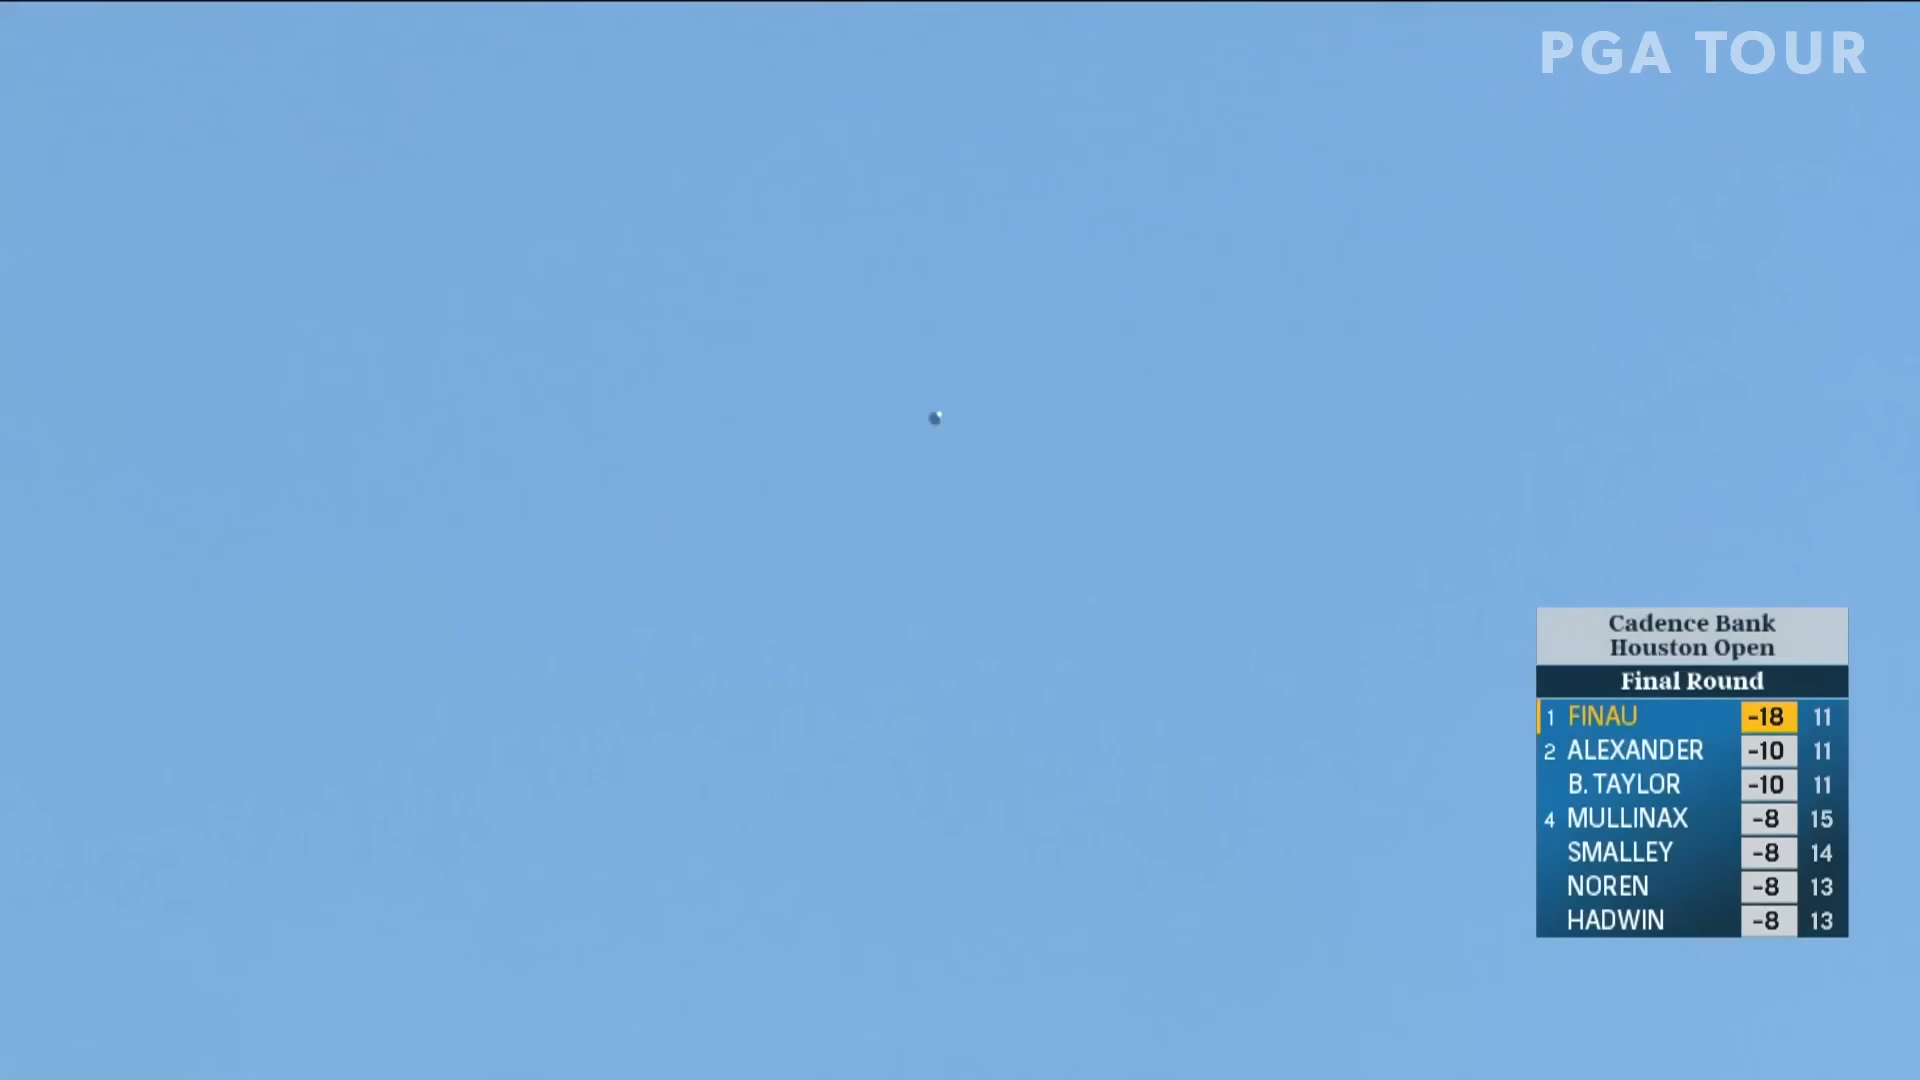 PGA TOUR
Cadence Bank
Houston Open
Final Round
1 FINAU -18 11
2 ALEXANDER -10 11
B. TAYLOR -10 11
4 MULLINAX -8 15
SMALLEY -8 14
NOREN -8 13
HADWIN -8 13